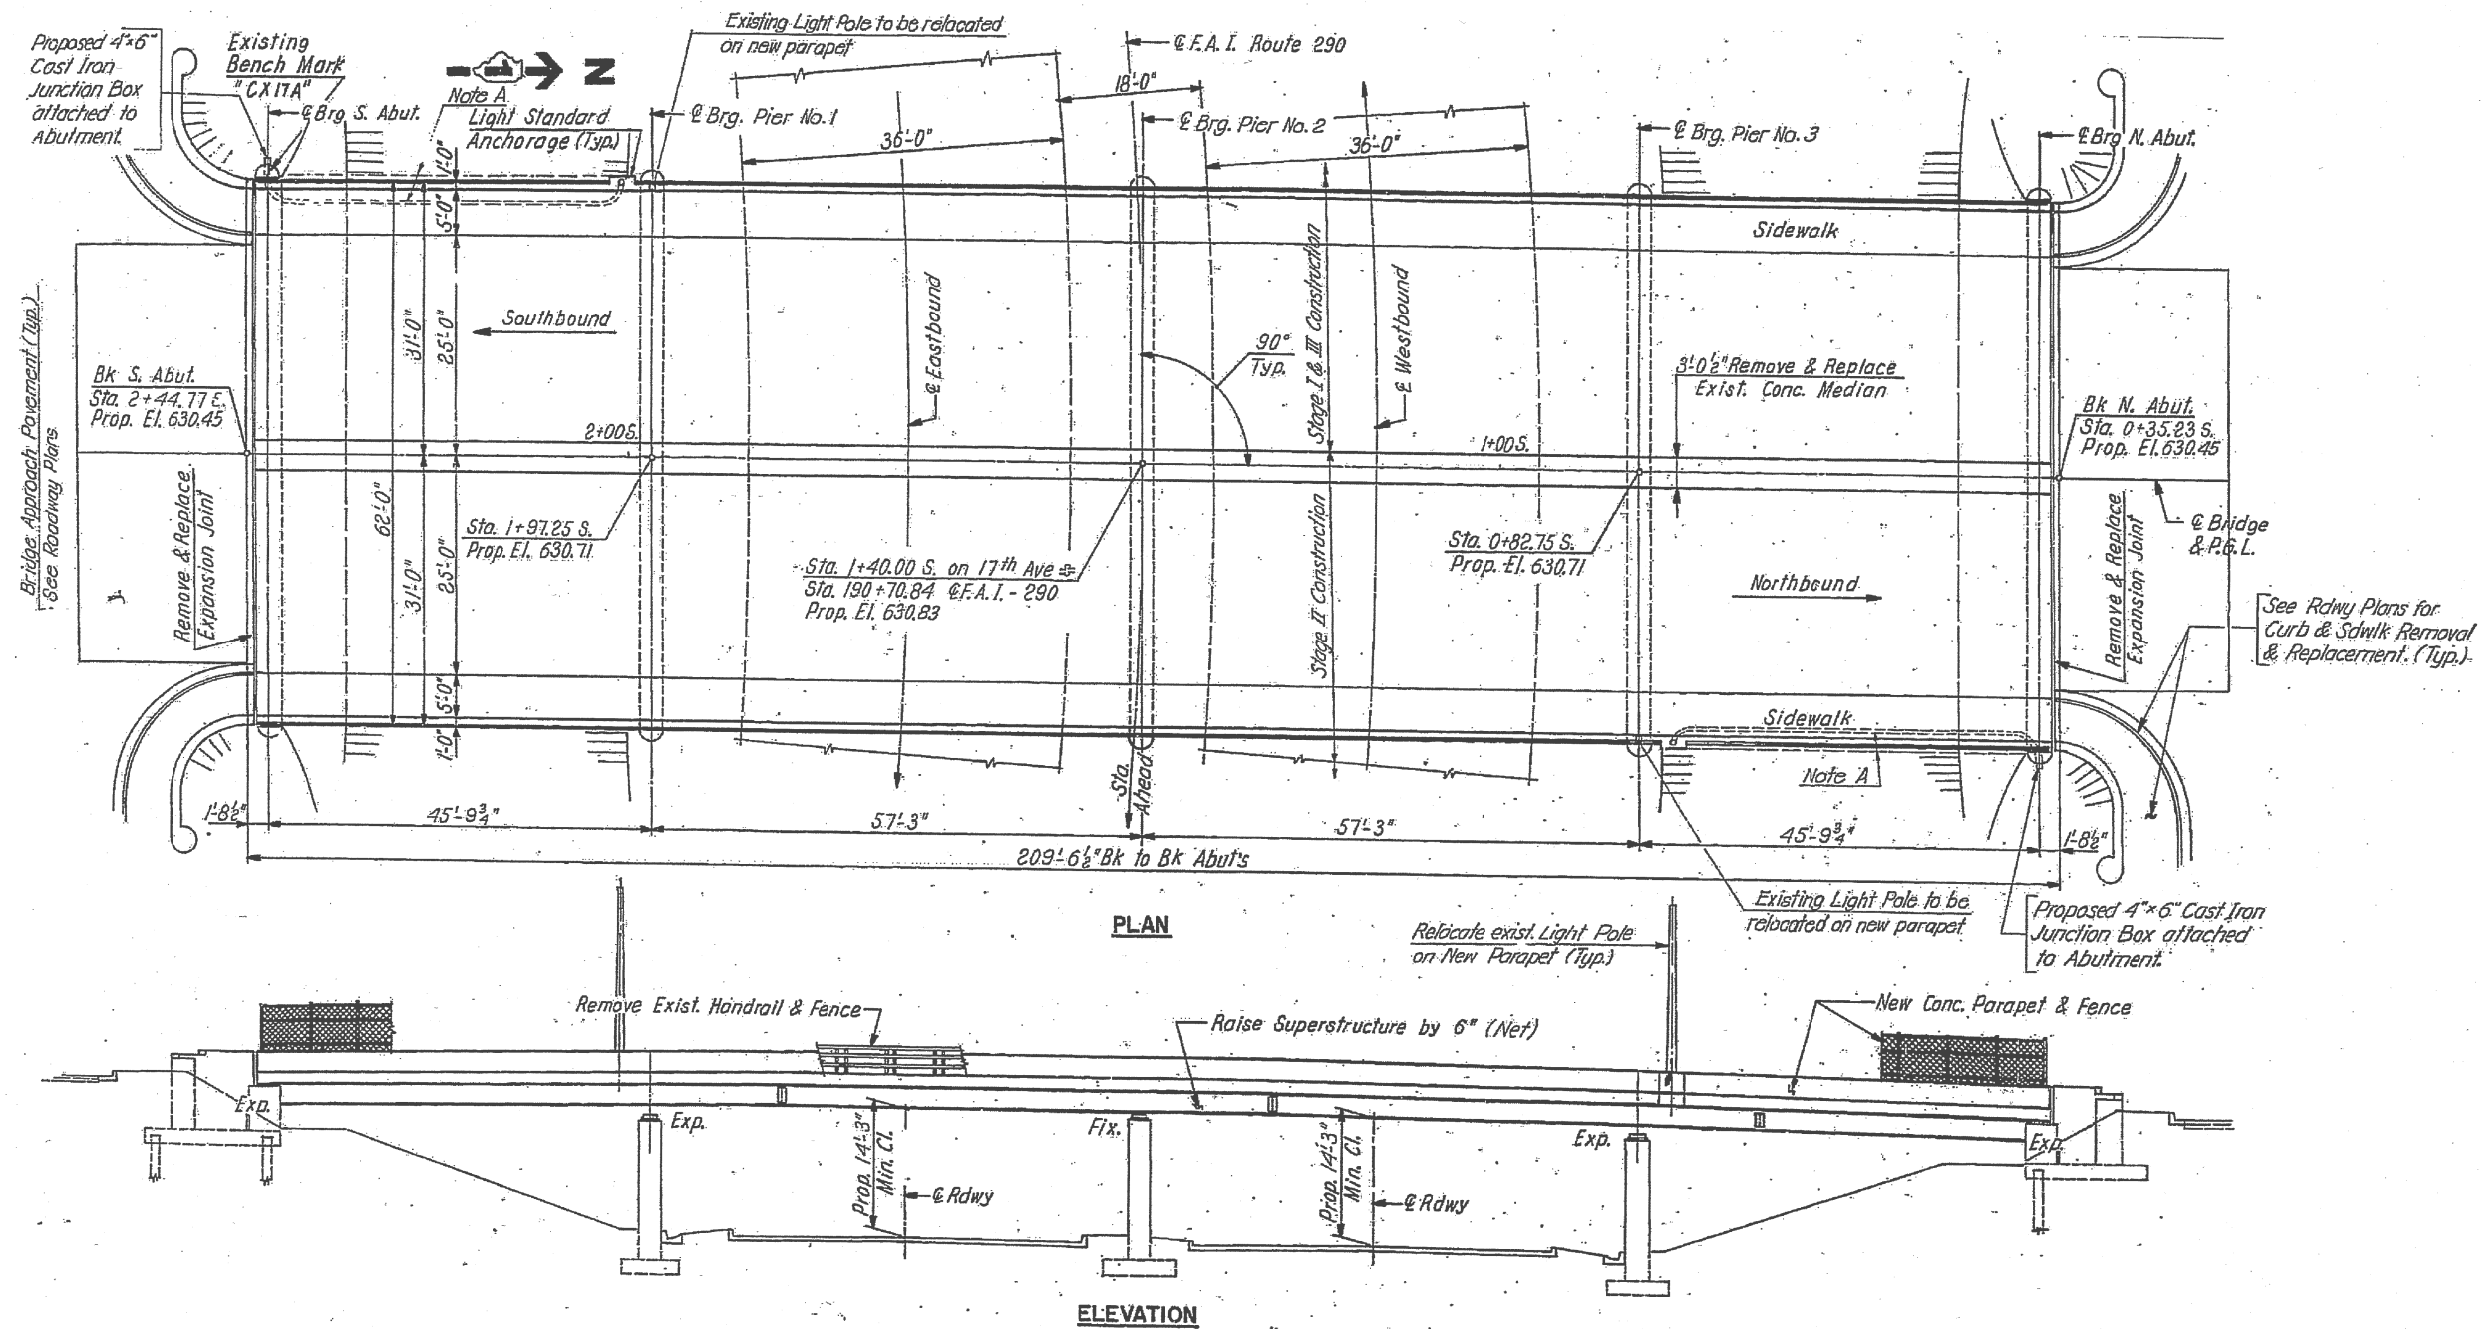 Proposed 4"x6"
Cast Iron
Junction Box
attached to
Abutment.
Existing
Bench Mark
"CX17A"
℄ Brg S. Abut.
N
Note A
Light Standard
Anchorage (Typ.)
Existing Light Pole to be relocated
on new parapet
℄ Brg. Pier No. 1
℄ F.A.I. Route 290
18'-0"
36'-0"
℄ Brg. Pier No. 2
36'-0"
℄ Brg. Pier No. 3
℄ Brg N. Abut.
1'-0"
5'-0"
Sidewalk
Bridge Approach Pavement (Typ.)
See Roadway Plans.
Southbound
31'-0"
25'-0"
℄ Eastbound
90°
Typ.
Stage I & III Construction
℄ Westbound
3'-0½" Remove & Replace
Exist. Conc. Median
Bk S. Abut.
Sta. 2+44.77 S.
Prop. El. 630.45
Bk N. Abut.
Sta. 0+35.23 S.
Prop. El. 630.45
2+00S.
1+00S.
Remove & Replace
Expansion Joint
62'-0"
31'-0"
25'-0"
Sta. 1+97.25 S.
Prop. El. 630.71
Sta. 1+40.00 S. on 17th Ave =
Sta. 190+70.84 ℄ F.A.I. - 290
Prop. El. 630.83
Stage II Construction
Sta. 0+82.75 S.
Prop. El. 630.71
Northbound
Remove & Replace
Expansion Joint
℄ Bridge
& P.G.L.
See Rdwy Plans for
Curb & Sdwlk Removal
& Replacement. (Typ.)
5'-0"
1'-0"
Sidewalk
Note A
Sta.
Ahead
1'-8½"
45'-9¾"
57'-3"
57'-3"
45'-9¾"
1'-8½"
209'-6½" Bk to Bk Abut's
PLAN
Existing Light Pole to be
relocated on new parapet
Proposed 4"x6" Cast Iron
Junction Box attached
to Abutment.
Relocate exist. Light Pole
on New Parapet (Typ.)
Remove Exist. Handrail & Fence
Raise Superstructure by 6" (Net)
New Conc. Parapet & Fence
Exp.
Exp.
Fix.
Exp.
Exp.
Prop. 14'-3"
Min. Cl.
℄ Rdwy
Prop. 14'-3"
Min. Cl.
℄ Rdwy
ELEVATION